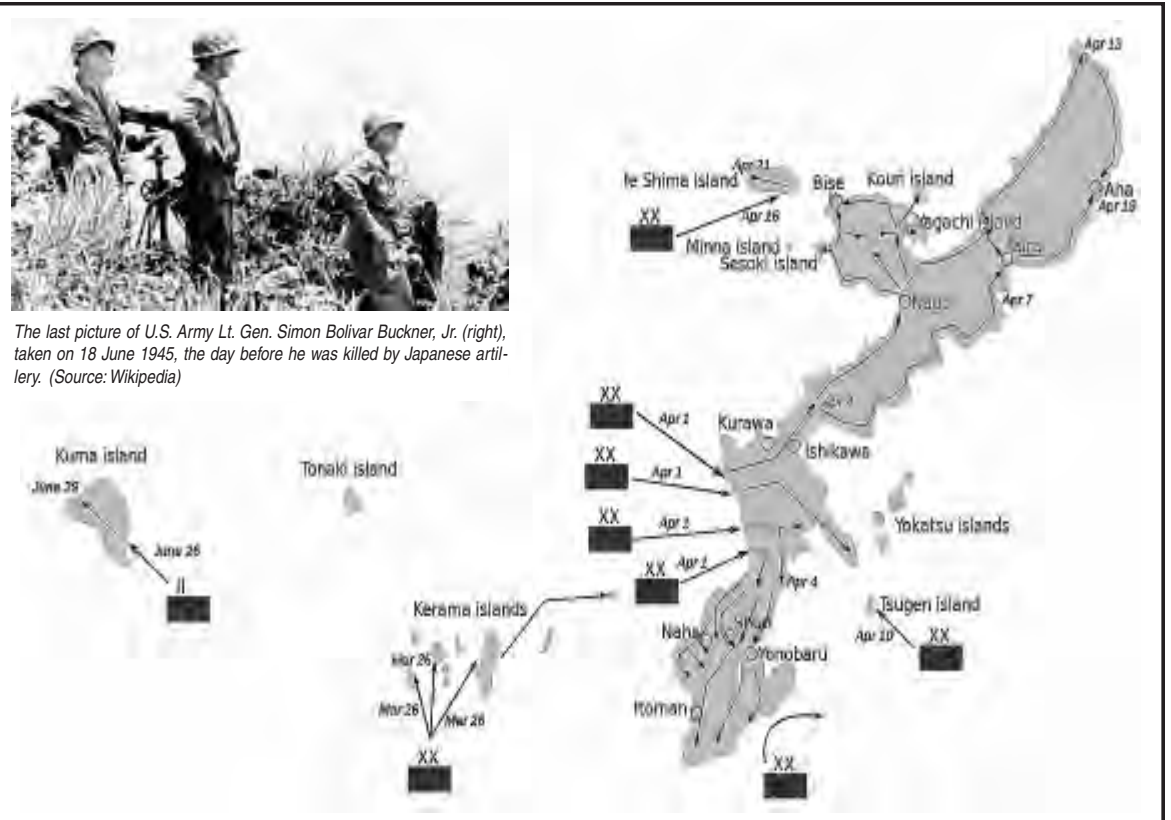 The last picture of U.S. Army Lt. Gen. Simon Bolivar Buckner, Jr. (right),
taken on 18 June 1945, the day before he was killed by Japanese artil-
lery. (Source: Wikipedia)
Apr 13
Apr 21
Ie Shima island
Bise
Kouri island
XX
Apr 16
Yagachi island
Aha
Apr 19
Minna island
Sesoki island
Nago
Apr 7
XX
Apr 1
Kurawa
Ishikawa
XX
Apr 1
XX
Apr 1
Yokatsu islands
XX
Apr 1
Apr 4
Kuma island
Tonaki island
June 26
II
Kerama islands
Mar 26
Mar 26
Mar 26
XX
Naha
Shuri
Yonobaru
Itoman
Tsugen island
Apr 10
XX
XX